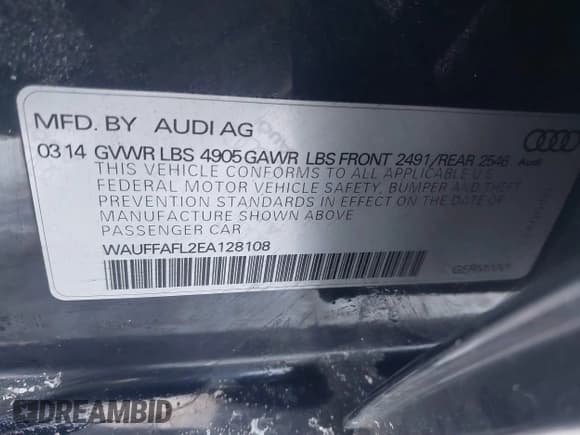 MFD. BY AUDI AG
03 14 GVWR LBS 4905 GAWR LBS FRONT 2491/REAR 2546
Audi
THIS VEHICLE CONFORMS TO ALL APPLICABLE U.S.
FEDERAL MOTOR VEHICLE SAFETY, BUMPER AND THEFT
PREVENTION STANDARDS IN EFFECT ON THE DATE OF
MANUFACTURE SHOWN ABOVE
PASSENGER CAR
WAUFFAFL2EA128108
GERMANY
DREAMBID